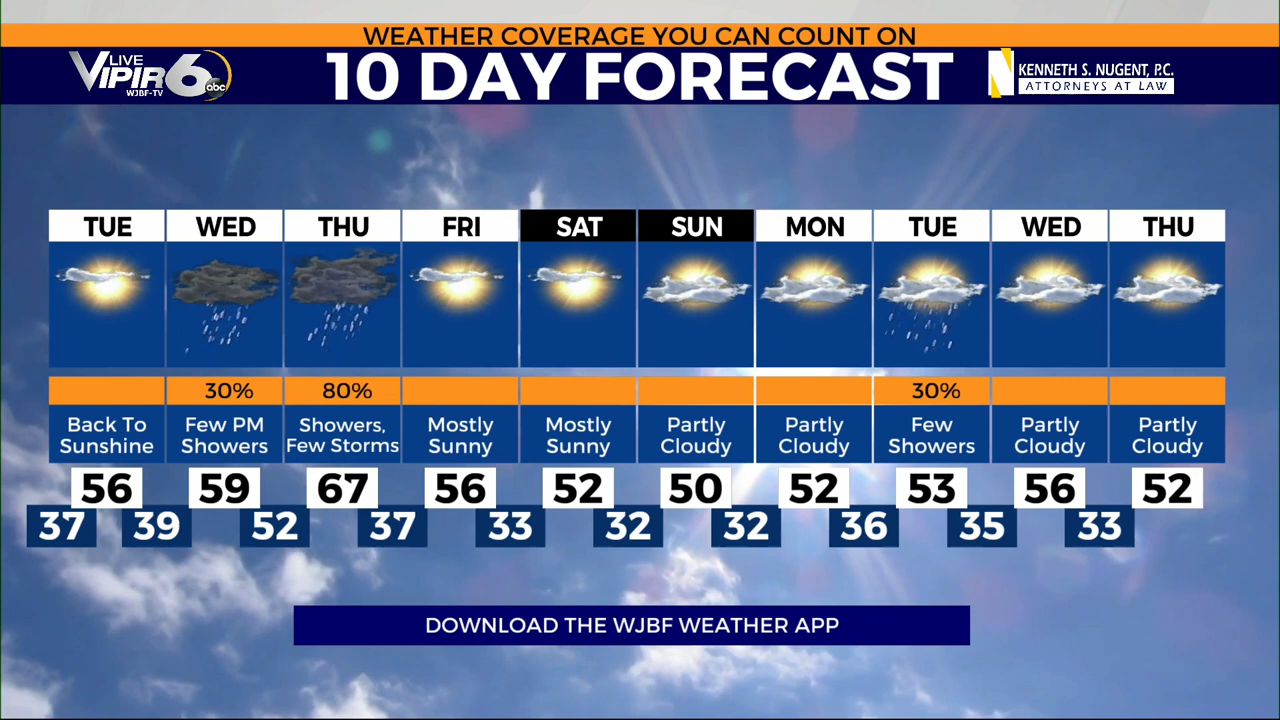 WEATHER COVERAGE YOU CAN COUNT ON
LIVE
VIPIR 6
WJBF-TV
abc
10 DAY FORECAST
KENNETH S. NUGENT, P.C.
ATTORNEYS AT LAW
TUE WED THU FRI SAT SUN MON TUE WED THU
30% 80% 30%
Back To Few PM Showers, Mostly Mostly Partly Partly Few Partly Partly
Sunshine Showers Few Storms Sunny Sunny Cloudy Cloudy Showers Cloudy Cloudy
56 59 67 56 52 50 52 53 56 52
37 39 52 37 33 32 32 36 35 33
DOWNLOAD THE WJBF WEATHER APP